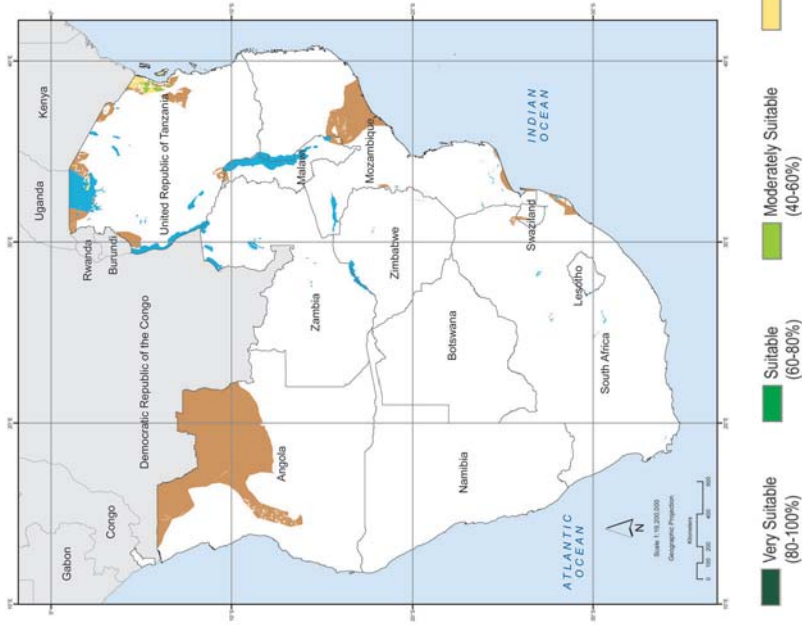 Uganda
Kenya
Gabon
Congo
Democratic Republic of the Congo
Rwanda
Burundi
United Republic of Tanzania
Angola
Zambia
Malawi
Mozambique
Zimbabwe
Namibia
Botswana
Swaziland
Lesotho
South Africa
ATLANTIC
OCEAN
INDIAN
OCEAN
N
Geographic Projection
Kilometers
Very Suitable
(80-100%)
Suitable
(60-80%)
Moderately Suitable
(40-60%)